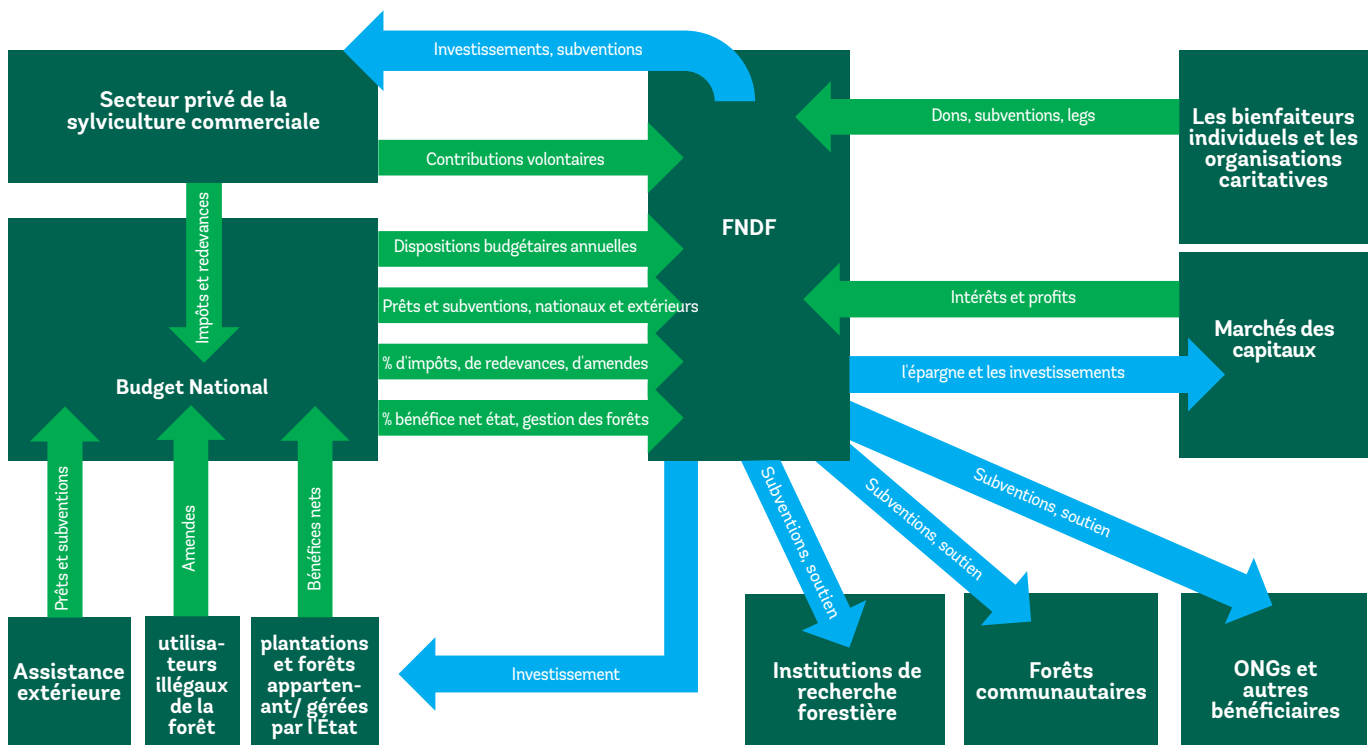 Investissements, subventions
Secteur privé de la
sylviculture commerciale
Contributions volontaires
Impôts et redevances
Dons, subventions, legs
Les bienfaiteurs
individuels et les
organisations
caritatives
FNDF
Dispositions budgétaires annuelles
Prêts et subventions, nationaux et extérieurs
% d'impôts, de redevances, d'amendes
% bénéfice net état, gestion des forêts
Budget National
Intérêts et profits
Marchés des
capitaux
l'épargne et les investissements
Prêts et subventions
Amendes
Bénéfices nets
Subventions, soutien
Subventions, soutien
Subventions, soutien
Assistance
extérieure
utilisa-
teurs
illégaux
de la
forêt
plantations
et forêts
apparten-
ant/ gérées
par l'État
Investissement
Institutions de
recherche
forestière
Forêts
communautaires
ONGs et
autres
bénéficiaires